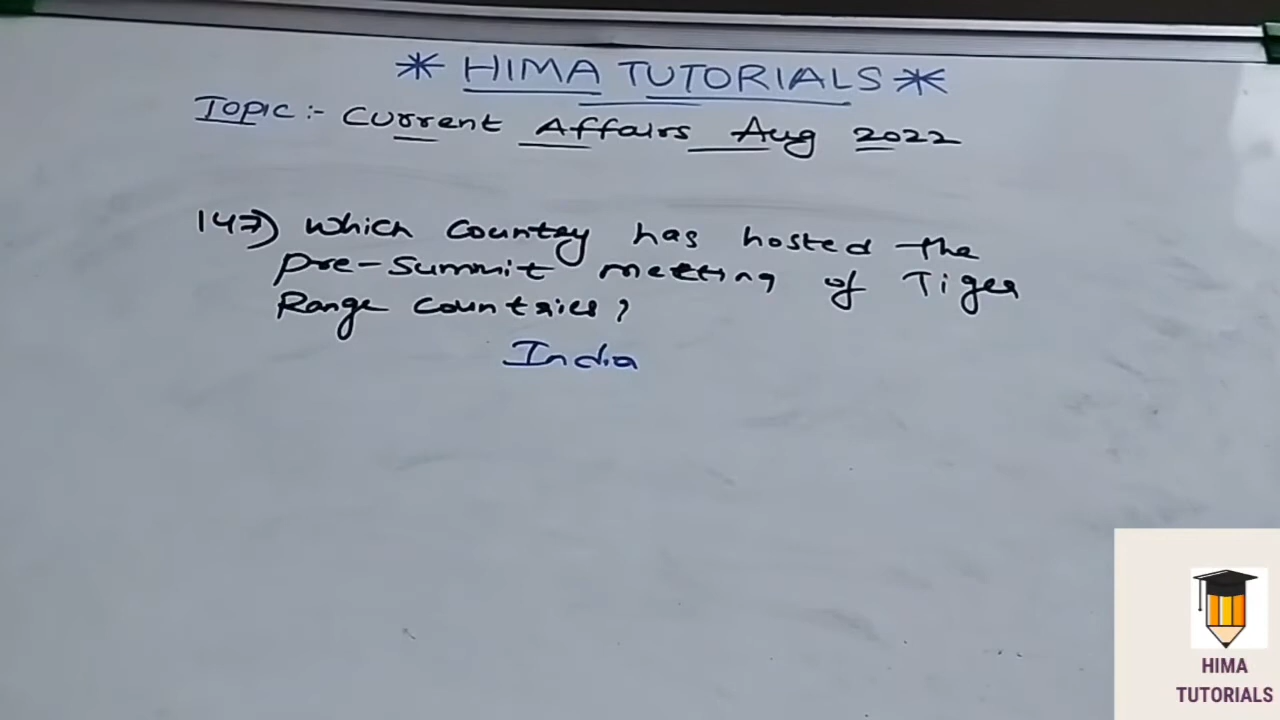 * HIMA TUTORIALS *
Topic :- Current Affairs Aug 2022
147) Which Country has hosted the
Pre-Summit meeting of Tiger
Range Countries?
India
HIMA
TUTORIALS